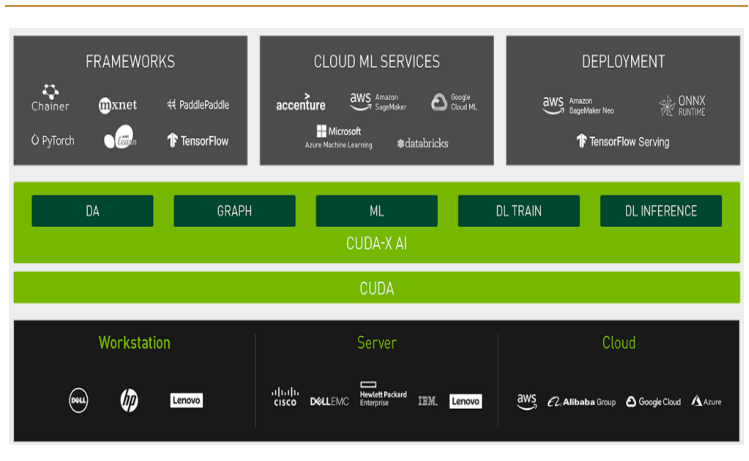 FRAMEWORKS
Chainer
mxnet
PaddlePaddle
PyTorch
learn
TensorFlow
CLOUD ML SERVICES
accenture
aws Amazon SageMaker
Google Cloud ML
Microsoft
Azure Machine Learning
databricks
DEPLOYMENT
aws Amazon SageMaker Neo
ONNX RUNTIME
TensorFlow Serving
DA
GRAPH
ML
DL TRAIN
DL INFERENCE
CUDA-X AI
CUDA
Workstation
DELL
hp
Lenovo
Server
CISCO
DELLEMC
Hewlett Packard Enterprise
IBM.
Lenovo
Cloud
aws
Alibaba Group
Google Cloud
Azure